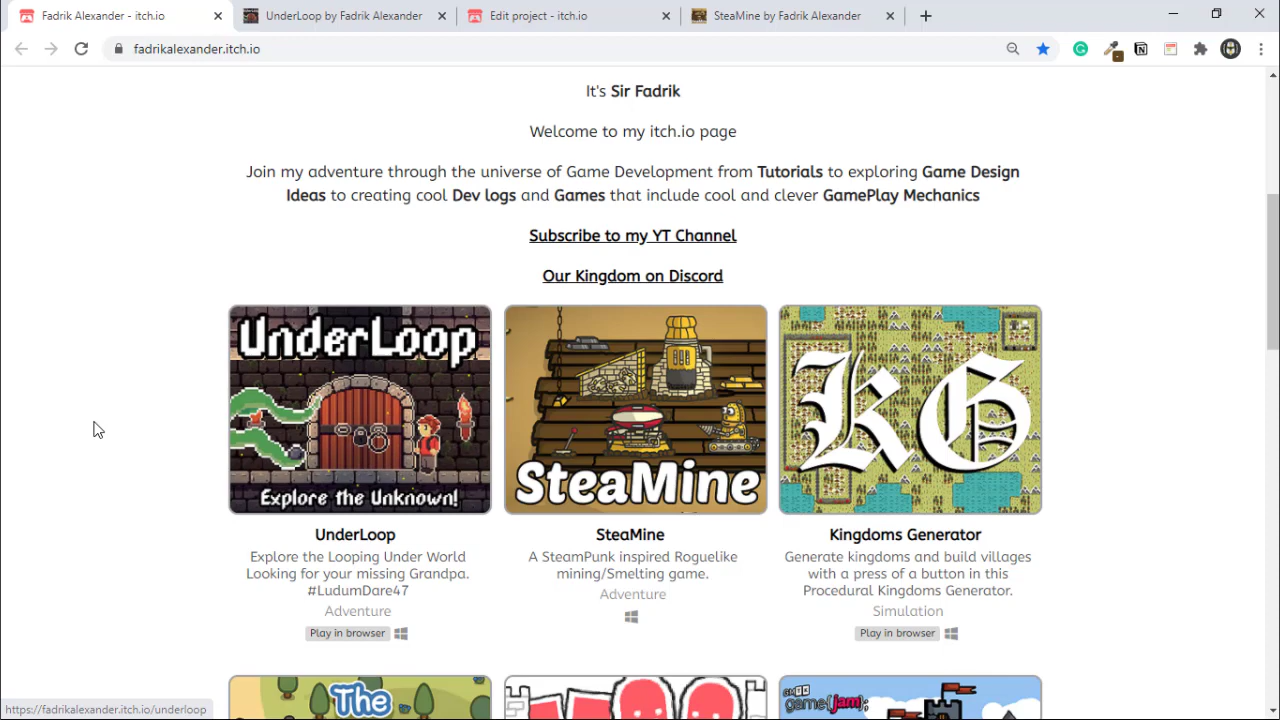 Fadrik Alexander - itch.io
UnderLoop by Fadrik Alexander
Edit project - itch.io
SteaMine by Fadrik Alexander
fadrikalexander.itch.io
It's Sir Fadrik
Welcome to my itch.io page
Join my adventure through the universe of Game Development from Tutorials to exploring Game Design
Ideas to creating cool Dev logs and Games that include cool and clever GamePlay Mechanics
Subscribe to my YT Channel
Our Kingdom on Discord
UnderLoop
Explore the Unknown!
SteaMine
KG
UnderLoop
Explore the Looping Under World
Looking for your missing Grandpa.
#LudumDare47
Adventure
Play in browser
SteaMine
A SteamPunk inspired Roguelike
mining/Smelting game.
Adventure
Kingdoms Generator
Generate kingdoms and build villages
with a press of a button in this
Procedural Kingdoms Generator.
Simulation
Play in browser
The
game{jam};
https://fadrikalexander.itch.io/underloop